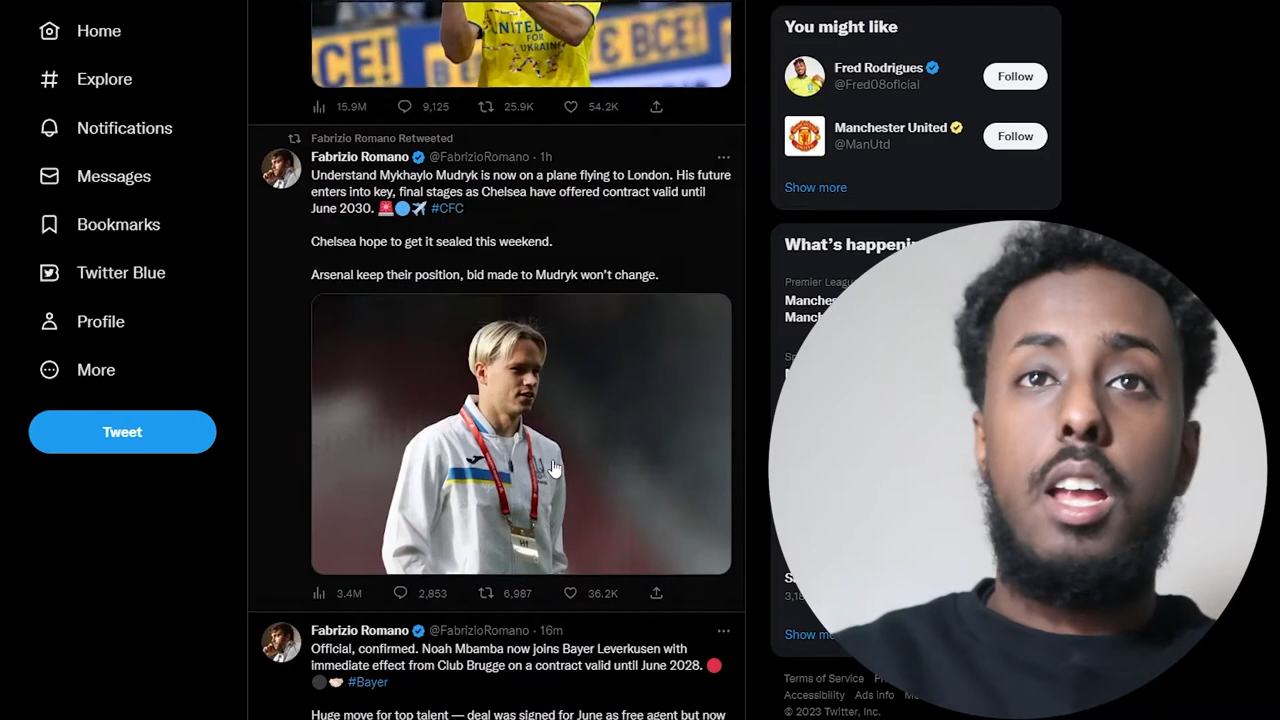 Home
Explore
Notifications
Messages
Bookmarks
Twitter Blue
Profile
More
Tweet
UNITED
FOR
UKRAINE
ВСЕ!
15.9M 9,125 25.9K 54.2K
Fabrizio Romano Retweeted
Fabrizio Romano @FabrizioRomano · 1h
Understand Mykhaylo Mudryk is now on a plane flying to London. His future
enters into key, final stages as Chelsea have offered contract valid until
June 2030. 🚨🔵✈️ #CFC
Chelsea hope to get it sealed this weekend.
Arsenal keep their position, bid made to Mudryk won't change.
3.4M 2,853 6,987 36.2K
Fabrizio Romano @FabrizioRomano · 16m
Official, confirmed. Noah Mbamba now joins Bayer Leverkusen with
immediate effect from Club Brugge on a contract valid until June 2028. 🔴
⚫🤝🏻 #Bayer
Huge move for top talent — deal was signed for June as free agent but now
You might like
Fred Rodrigues
@Fred08oficial
Follow
Manchester United
@ManUtd
Follow
Show more
What's happenin
Premier Leagu
Manches
Manch
Show mo
Terms of Service
Accessibility Ads info
© 2023 Twitter, Inc.